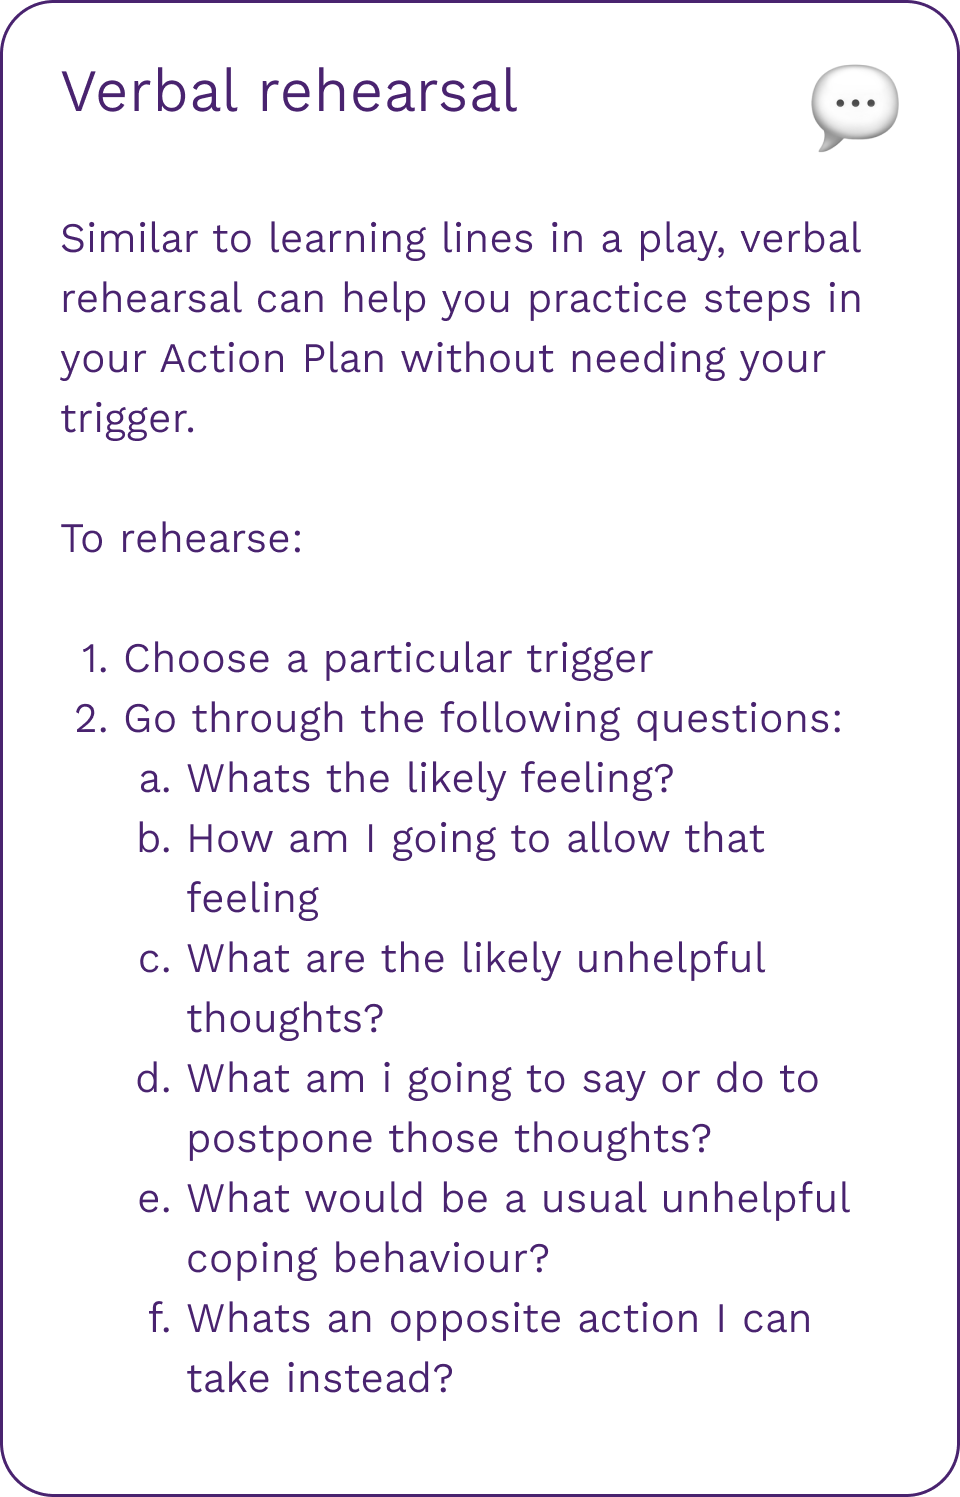 Verbal rehearsal
Similar to learning lines in a play, verbal
rehearsal can help you practice steps in
your Action Plan without needing your
trigger.
To rehearse:
1. Choose a particular trigger
2. Go through the following questions:
a. Whats the likely feeling?
b. How am I going to allow that
feeling
c. What are the likely unhelpful
thoughts?
d. What am i going to say or do to
postpone those thoughts?
e. What would be a usual unhelpful
coping behaviour?
f. Whats an opposite action I can
take instead?